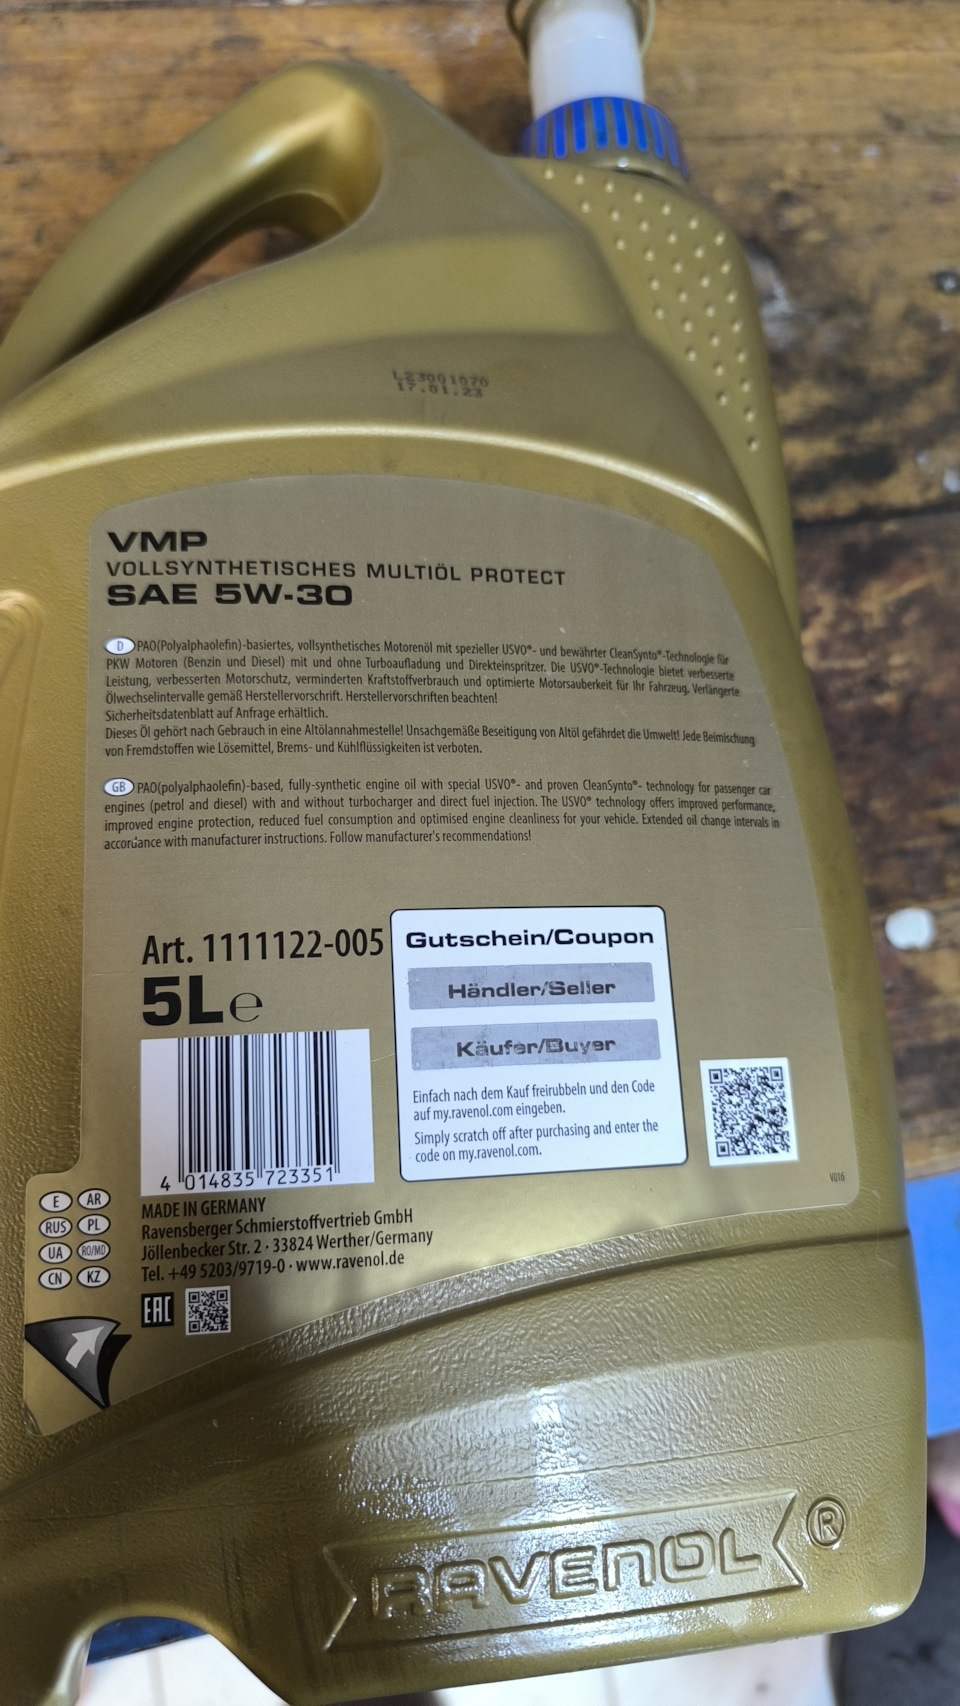 L23001070
17.01.23
VMP
VOLLSYNTHETISCHES MULTIÖL PROTECT
SAE 5W-30
D PAO(Polyalphaolefin)-basiertes, vollsynthetisches Motorenöl mit spezieller USVO®- und bewährter CleanSynto®-Technologie für
PKW Motoren (Benzin und Diesel) mit und ohne Turboaufladung und Direkteinspritzer. Die USVO®-Technologie bietet verbesserte
Leistung, verbesserten Motorschutz, verminderten Kraftstoffverbrauch und optimierte Motorsauberkeit für Ihr Fahrzeug. Verlängerte
Ölwechselintervalle gemäß Herstellervorschrift. Herstellervorschriften beachten!
Sicherheitsdatenblatt auf Anfrage erhältlich.
Dieses Öl gehört nach Gebrauch in eine Altölannahmestelle! Unsachgemäße Beseitigung von Altöl gefährdet die Umwelt! Jede Beimischung
von Fremdstoffen wie Lösemittel, Brems- und Kühlflüssigkeiten ist verboten.
GB PAO(polyalphaolefin)-based, fully-synthetic engine oil with special USVO®- and proven CleanSynto®- technology for passenger car
engines (petrol and diesel) with and without turbocharger and direct fuel injection. The USVO® technology offers improved performance,
improved engine protection, reduced fuel consumption and optimised engine cleanliness for your vehicle. Extended oil change intervals in
accordance with manufacturer instructions. Follow manufacturer's recommendations!
Art. 1111122-005
5L e
Gutschein/Coupon
Händler/Seller
Käufer/Buyer
Einfach nach dem Kauf freirubbeln und den Code
auf my.ravenol.com eingeben.
Simply scratch off after purchasing and enter the
code on my.ravenol.com.
4 014835 723351
V016
E AR
RUS PL
UA RO/MD
CN KZ
MADE IN GERMANY
Ravensberger Schmierstoffvertrieb GmbH
Jöllenbecker Str. 2 · 33824 Werther/Germany
Tel. +49 5203/9719-0 · www.ravenol.de
EAC
RAVENOL®